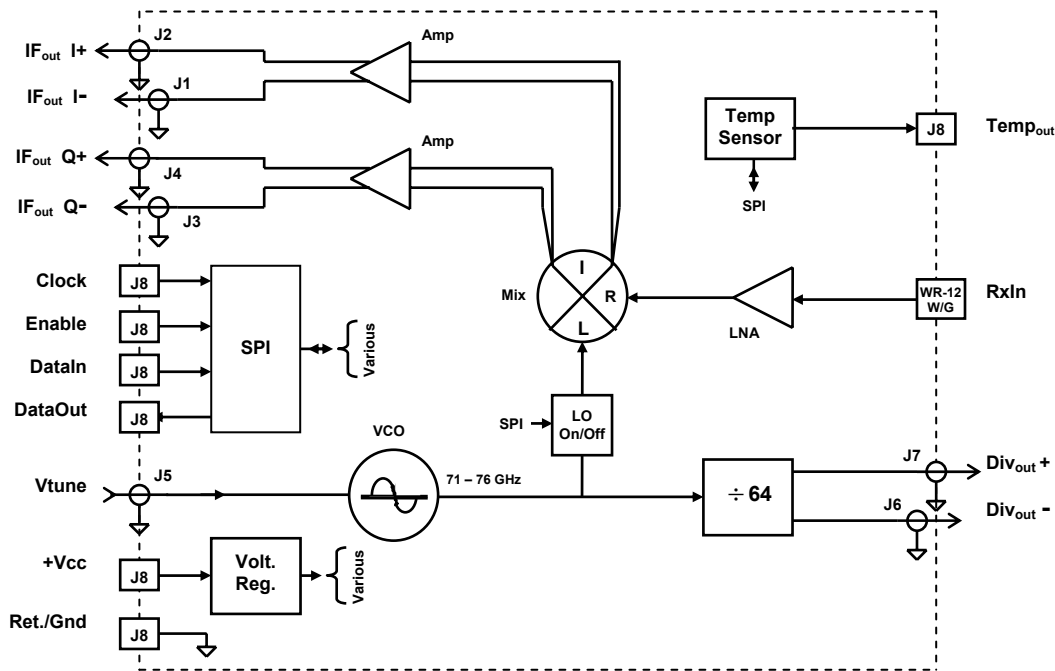 IFout I+
J2
Amp
IFout I-
J1
IFout Q+
J4
Amp
IFout Q-
J3
Temp
Sensor
SPI
J8
Tempout
Clock
J8
Enable
J8
DataIn
J8
DataOut
J8
SPI
Various
Mix
I
R
L
LNA
WR-12
W/G
RxIn
SPI
LO
On/Off
VCO
Vtune
J5
71 – 76 GHz
÷ 64
J7
Divout +
J6
Divout -
+Vcc
J8
Volt.
Reg.
Various
Ret./Gnd
J8